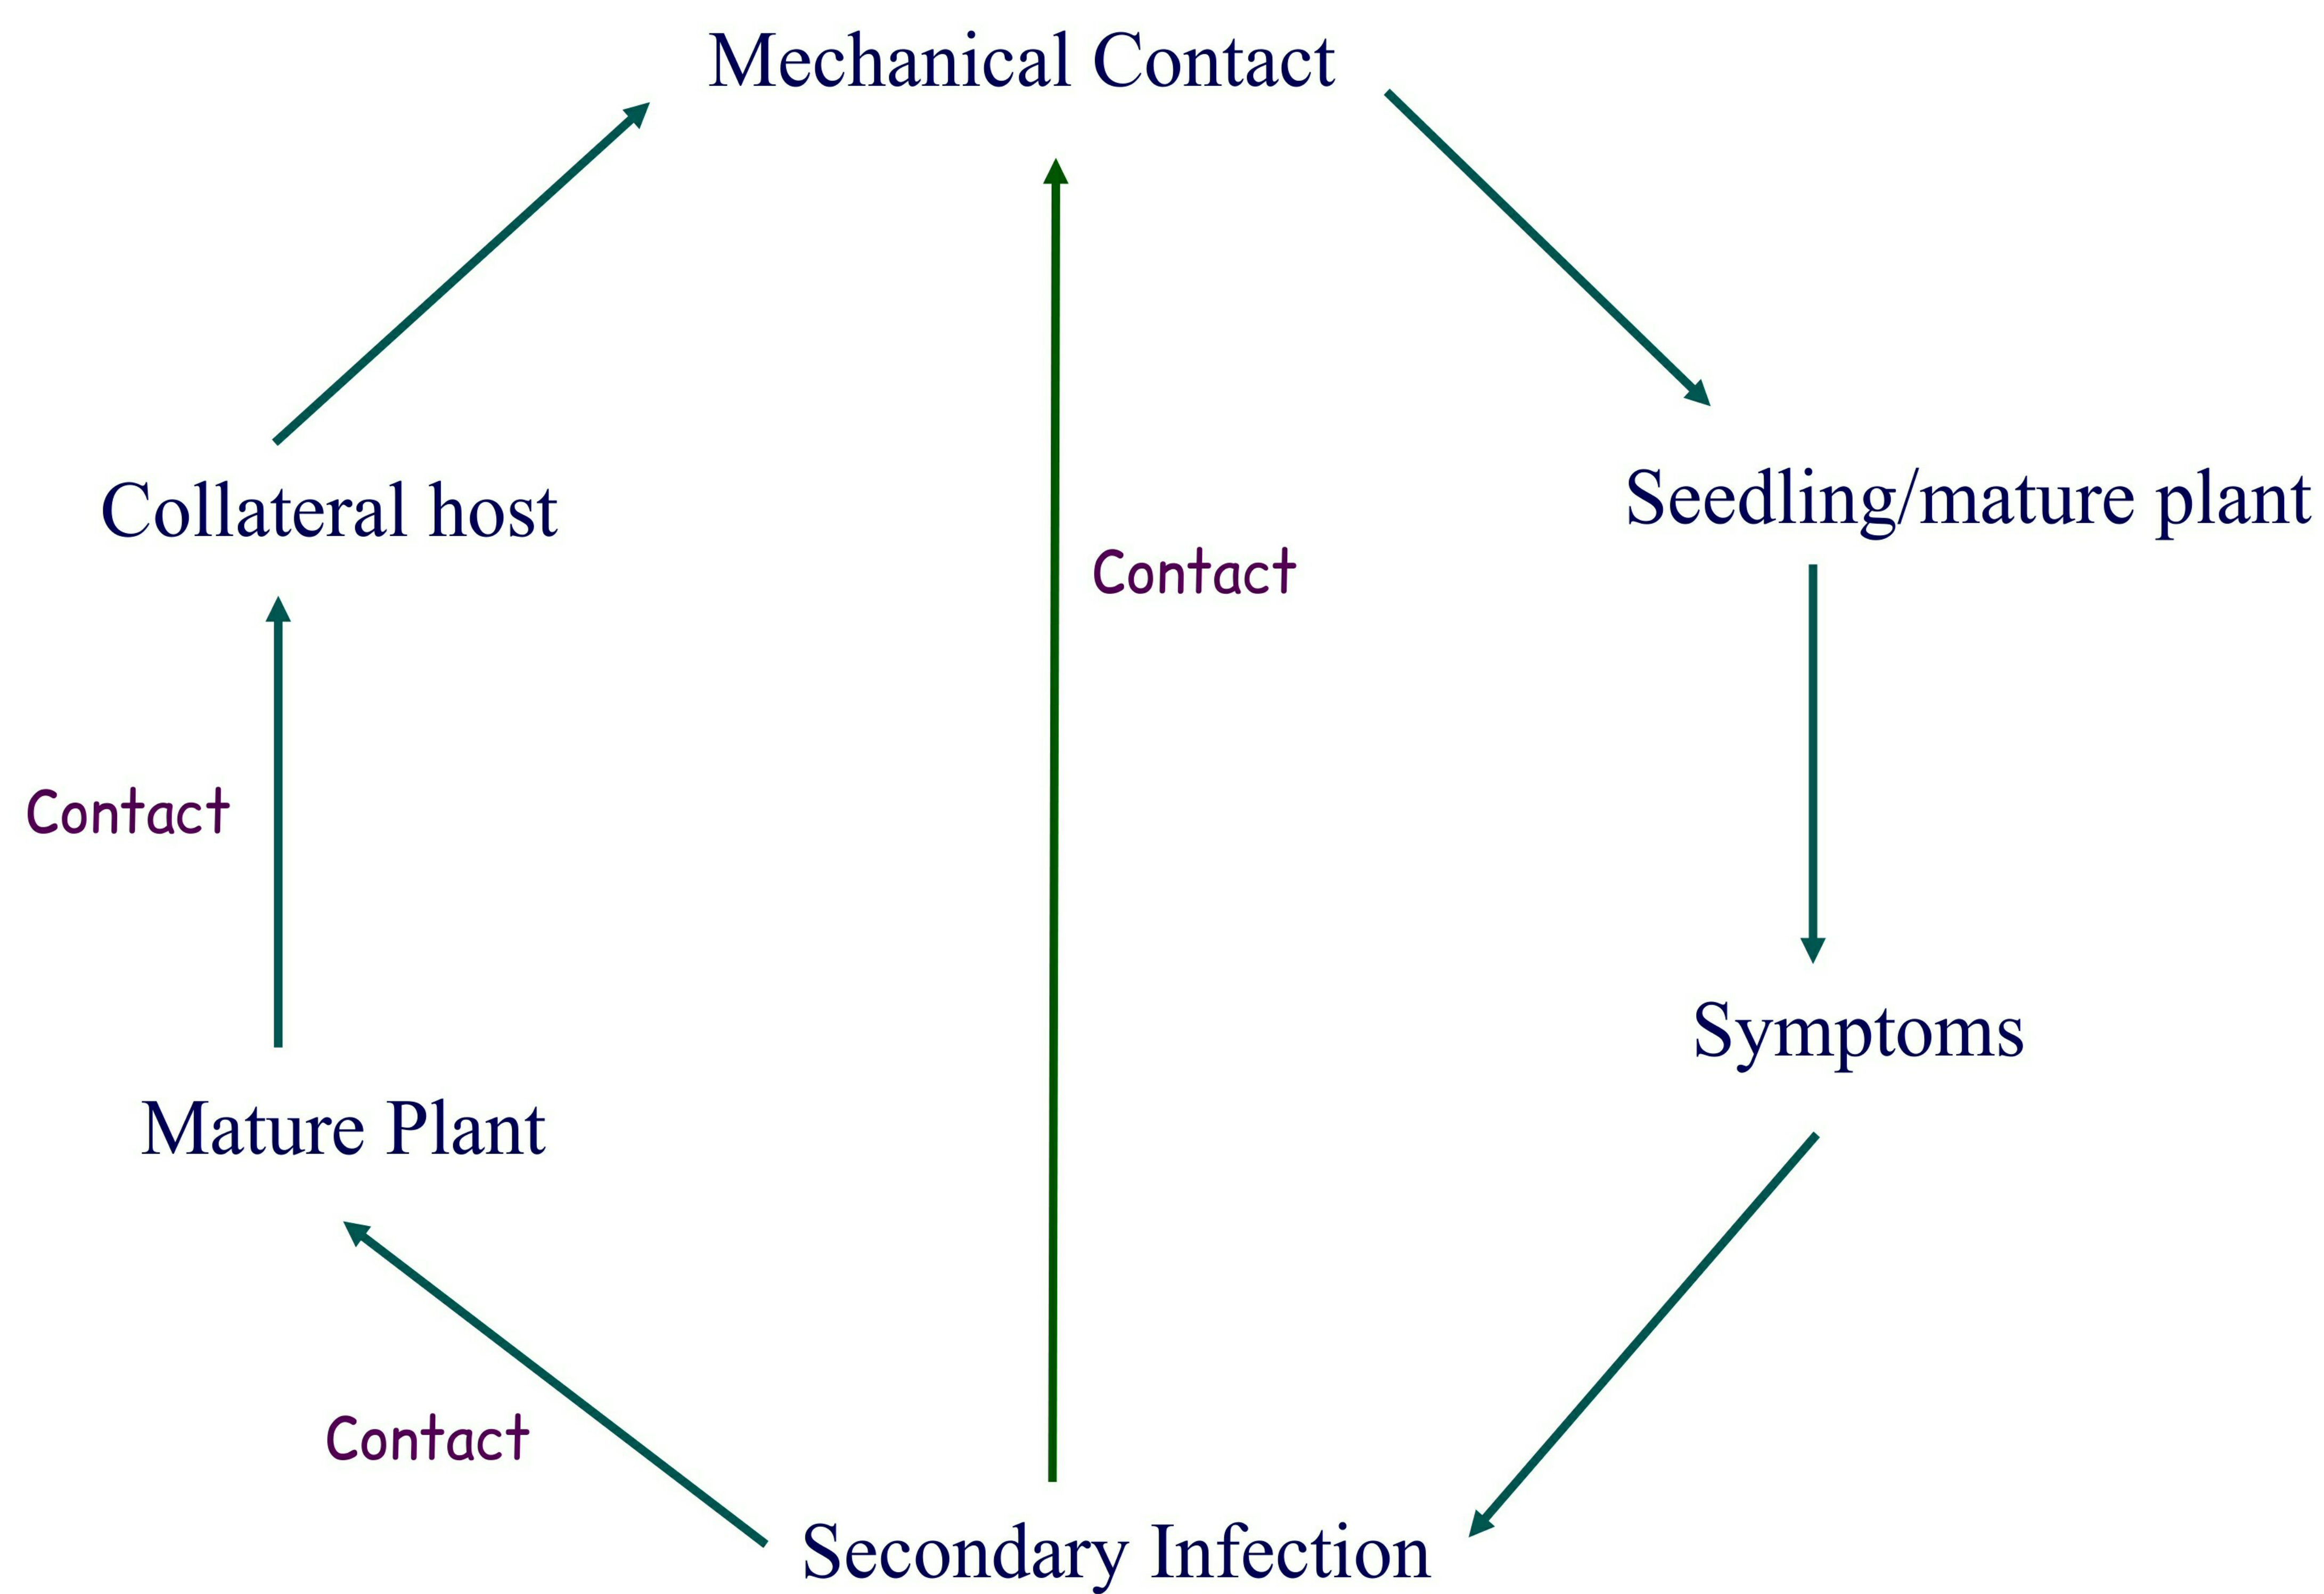 Mechanical Contact
Collateral host
Seedling/mature plant
Contact
Contact
Symptoms
Mature Plant
Contact
Secondary Infection